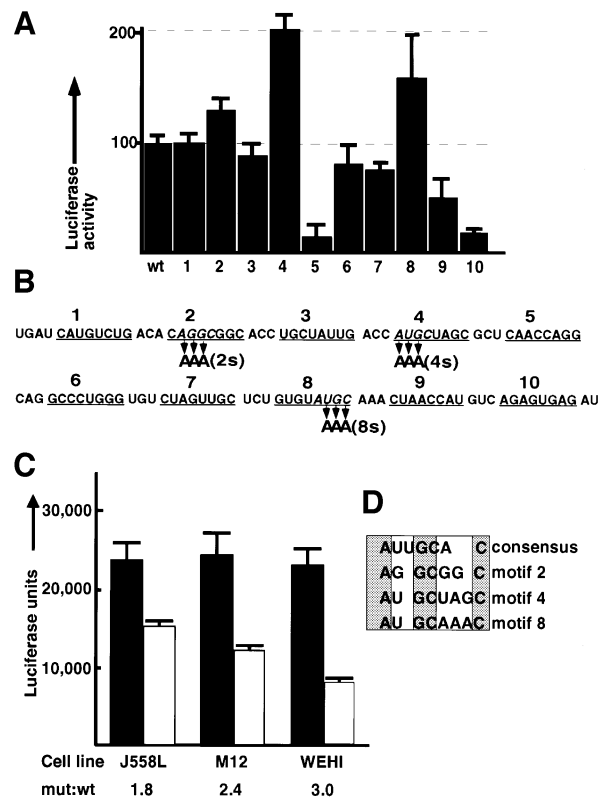 A
200
100
Luciferase activity
wt 1 2 3 4 5 6 7 8 9 10
B
1 2 3 4 5
UGAU CAUGUCUG ACA CAGGCGGC ACC UGCUAUUG ACC AUGCUAGC GCU CAACCAGG
AAA(2s) AAA(4s)
6 7 8 9 10
CAG GCCCUGGG UGU CUAGUUGC UCU GUGUAUGC AAA CUAACCAU GUC AGAGUGAG AU
AAA(8s)
C
30,000
20,000
10,000
Luciferase units
Cell line J558L M12 WEHI
mut:wt 1.8 2.4 3.0
D
AUUGCA C consensus
AG GCGG C motif 2
AU GCUAGC motif 4
AU GCAAAC motif 8